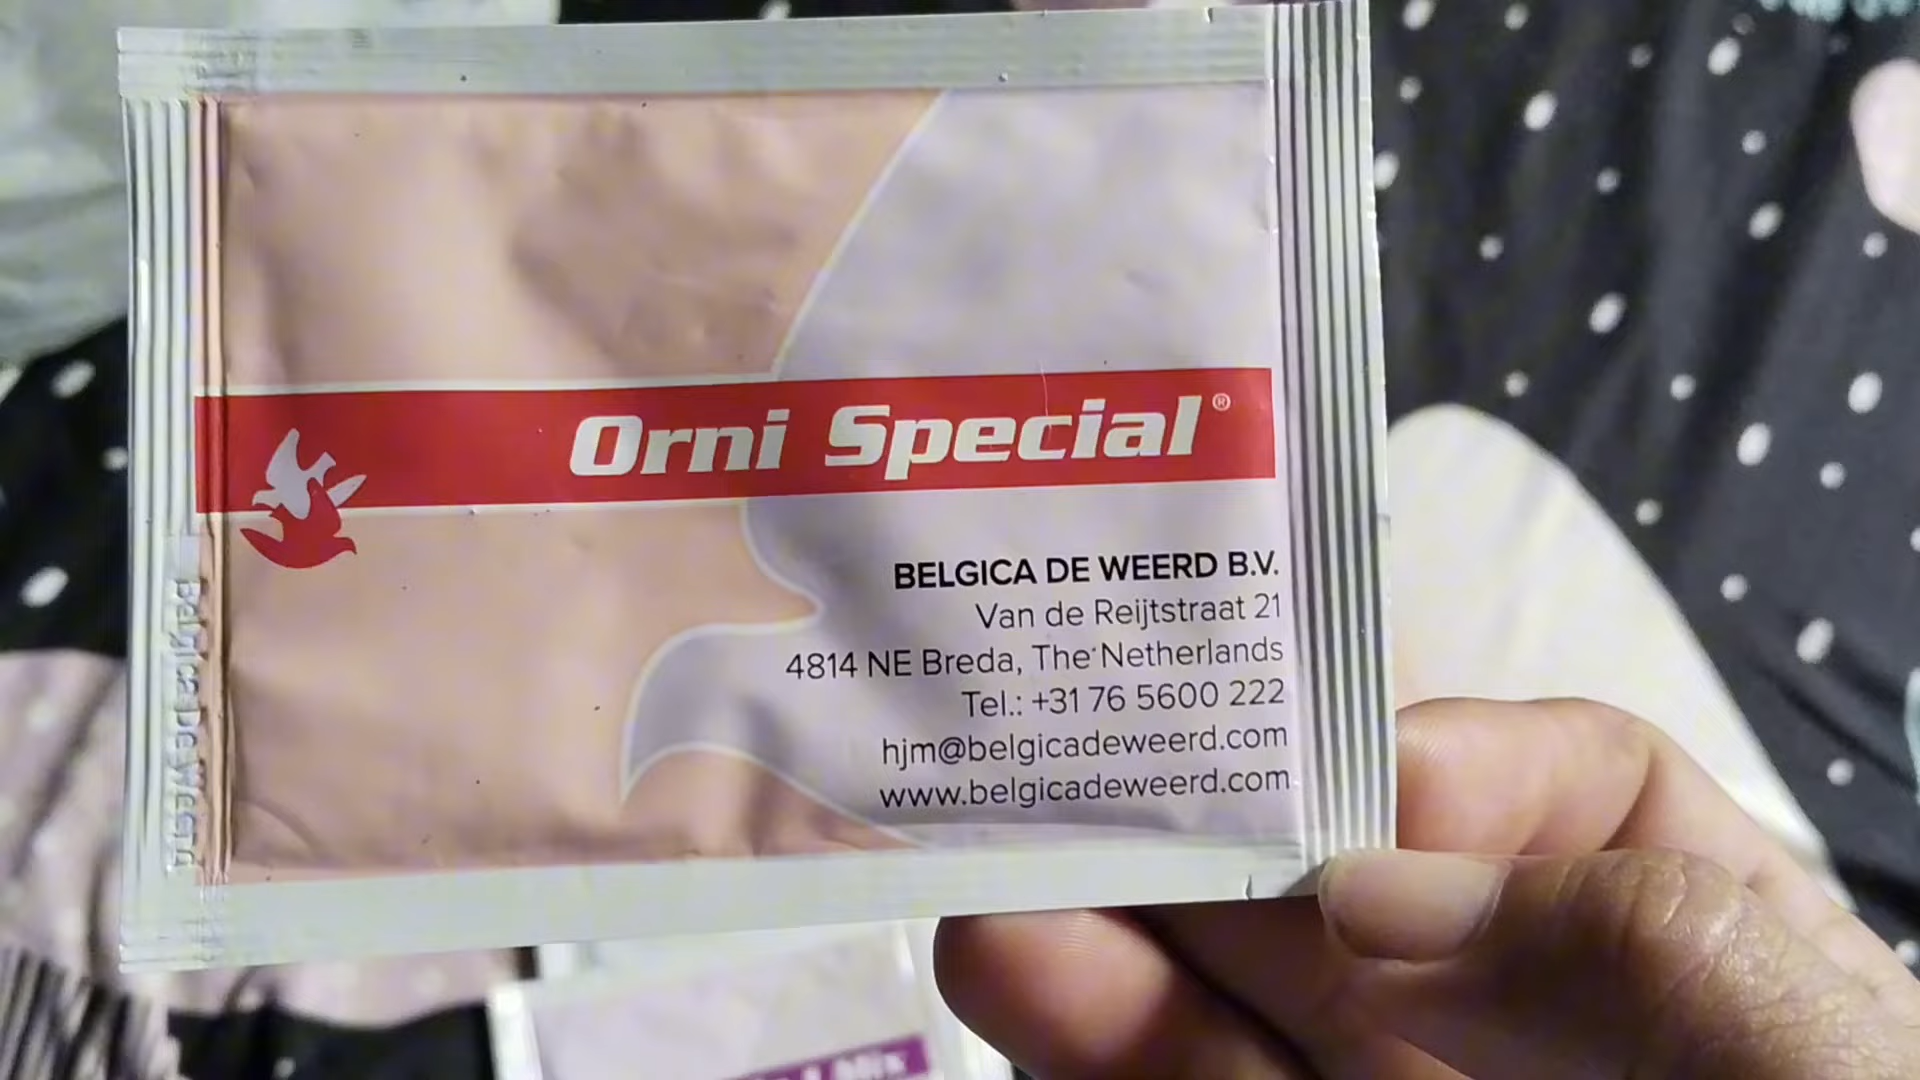 Orni Special®
BELGICA DE WEERD B.V.
Van de Reijtstraat 21
4814 NE Breda, The Netherlands
Tel.: +31 76 5600 222
hjm@belgicadeweerd.com
www.belgicadeweerd.com
Belgica De Weerd
Mix